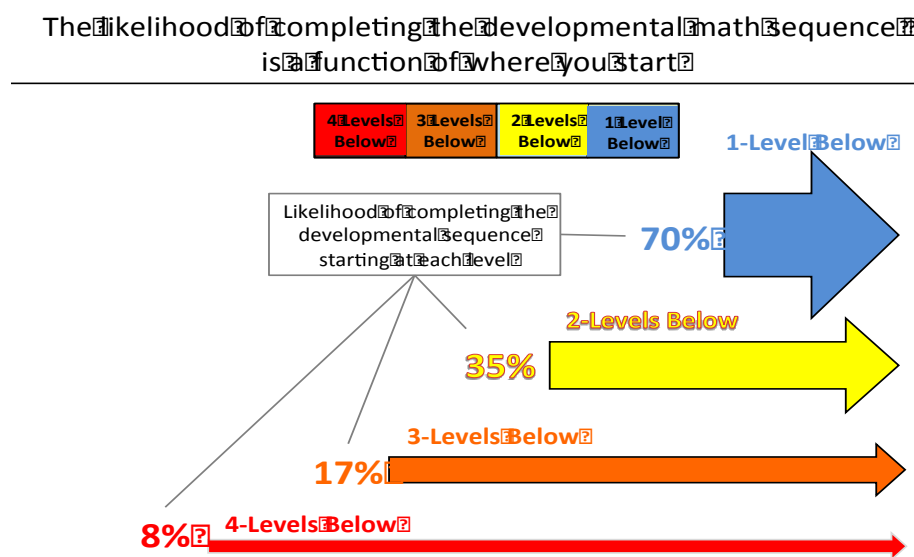 The likelihood of completing the developmental math sequence
is a function of where you start
4 Levels Below
3 Levels Below
2 Levels Below
1 Level Below
1-Level Below
Likelihood of completing the
developmental sequence
starting at each level
70%
2-Levels Below
35%
3-Levels Below
17%
4-Levels Below
8%